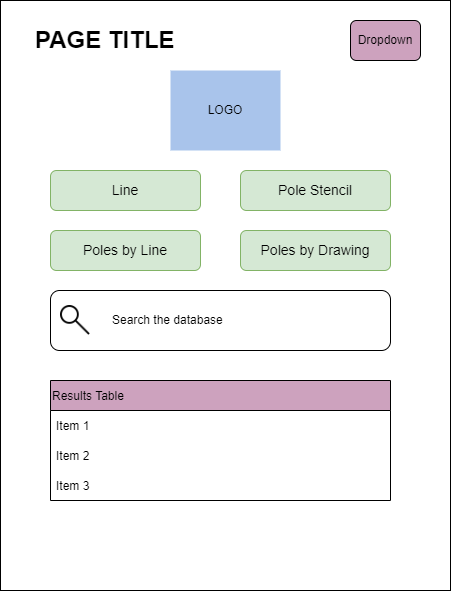 PAGE TITLE
Dropdown
LOGO
Line
Pole Stencil
Poles by Line
Poles by Drawing
Search the database
Results Table
Item 1
Item 2
Item 3